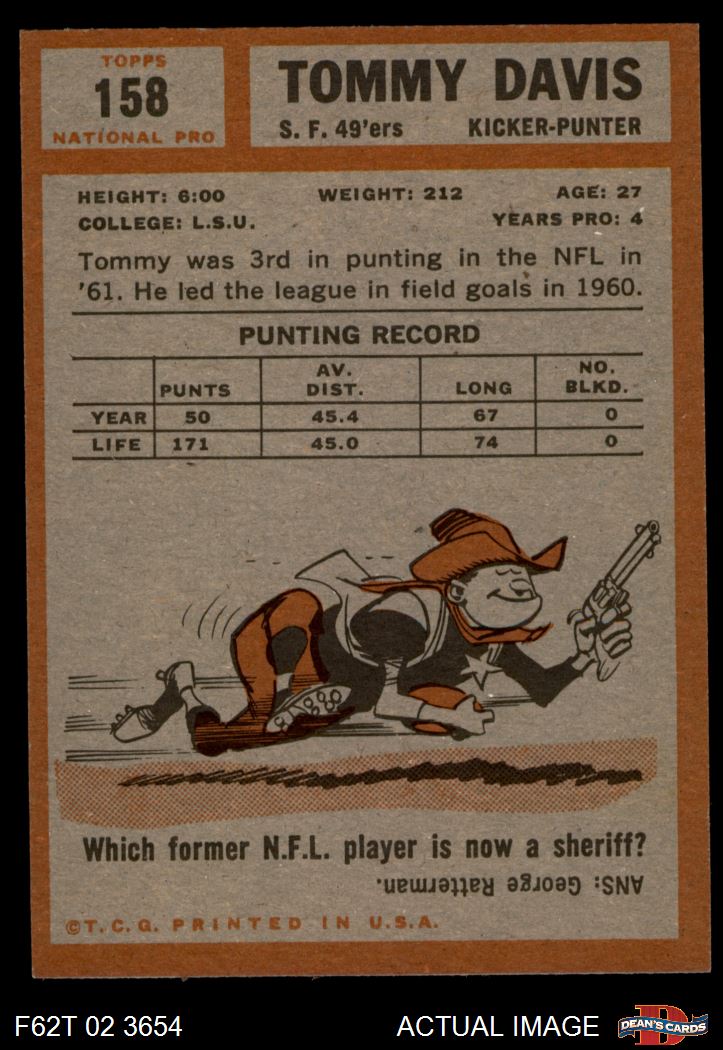 TOPPS
158
NATIONAL PRO
TOMMY DAVIS
S. F. 49'ers KICKER-PUNTER
HEIGHT: 6:00 WEIGHT: 212 AGE: 27
COLLEGE: L.S.U. YEARS PRO: 4
Tommy was 3rd in punting in the NFL in
'61. He led the league in field goals in 1960.
PUNTING RECORD
PUNTS AV. DIST. LONG NO. BLKD.
YEAR 50 45.4 67 0
LIFE 171 45.0 74 0
Which former N.F.L. player is now a sheriff?
ANS: George Ratterman.
©T.C.G. PRINTED IN U.S.A.
F62T 02 3654 ACTUAL IMAGE
D
DEAN'S CARDS